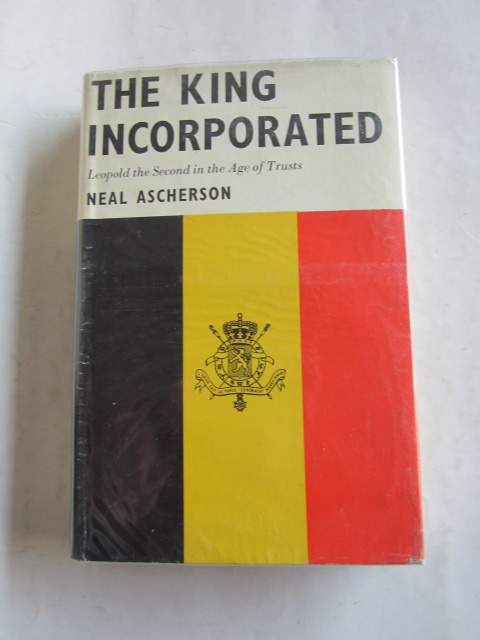 THE KING
INCORPORATED
Leopold the Second in the Age of Trusts
NEAL ASCHERSON